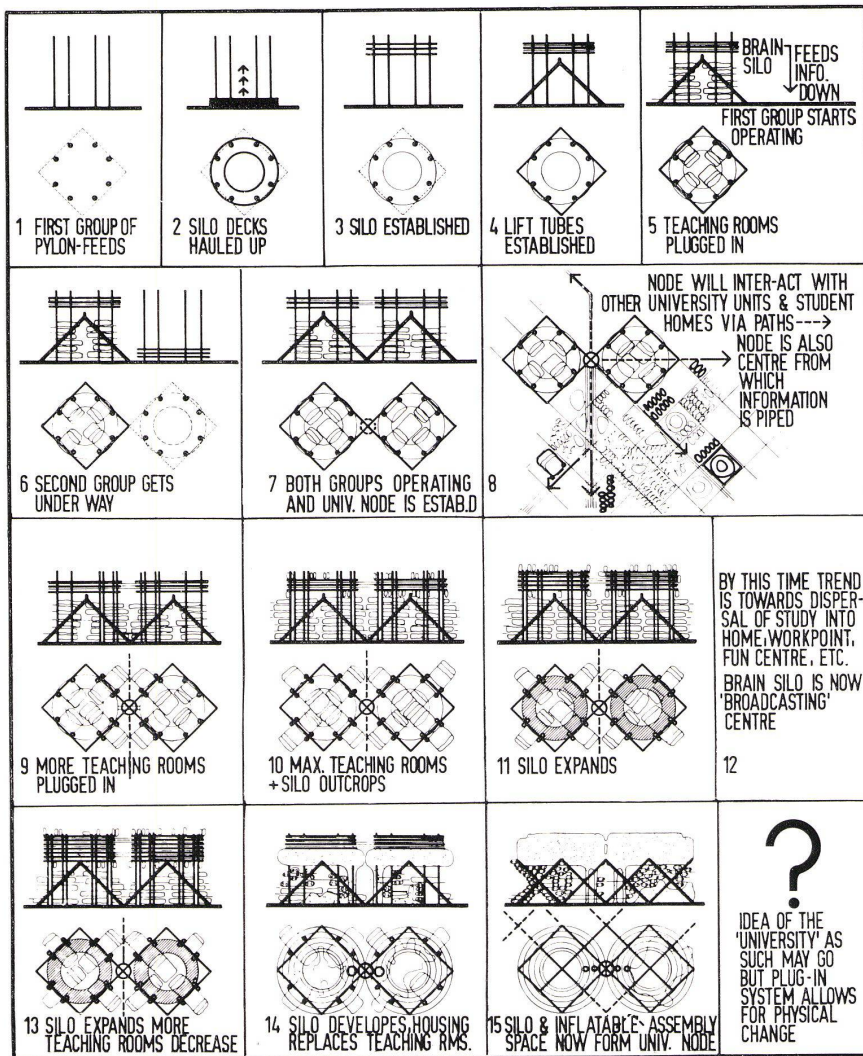 1 FIRST GROUP OF
PYLON-FEEDS
2 SILO DECKS
HAULED UP
3 SILO ESTABLISHED
4 LIFT TUBES
ESTABLISHED
BRAIN
SILO
FEEDS
INFO.
DOWN
FIRST GROUP STARTS
OPERATING
5 TEACHING ROOMS
PLUGGED IN
6 SECOND GROUP GETS
UNDER WAY
7 BOTH GROUPS OPERATING
AND UNIV. NODE IS ESTAB.D
NODE WILL INTER-ACT WITH
OTHER UNIVERSITY UNITS & STUDENT
HOMES VIA PATHS
NODE IS ALSO
CENTRE FROM
WHICH
INFORMATION
IS PIPED
8
9 MORE TEACHING ROOMS
PLUGGED IN
10 MAX. TEACHING ROOMS
+ SILO OUTCROPS
11 SILO EXPANDS
BY THIS TIME TREND
IS TOWARDS DISPER-
SAL OF STUDY INTO
HOME, WORKPOINT,
FUN CENTRE, ETC.
BRAIN SILO IS NOW
'BROADCASTING'
CENTRE
12
13 SILO EXPANDS MORE
TEACHING ROOMS DECREASE
14 SILO DEVELOPES, HOUSING
REPLACES TEACHING RMS.
15 SILO & INFLATABLE ASSEMBLY
SPACE NOW FORM UNIV. NODE
?
IDEA OF THE
'UNIVERSITY' AS
SUCH MAY GO
BUT PLUG-IN
SYSTEM ALLOWS
FOR PHYSICAL
CHANGE